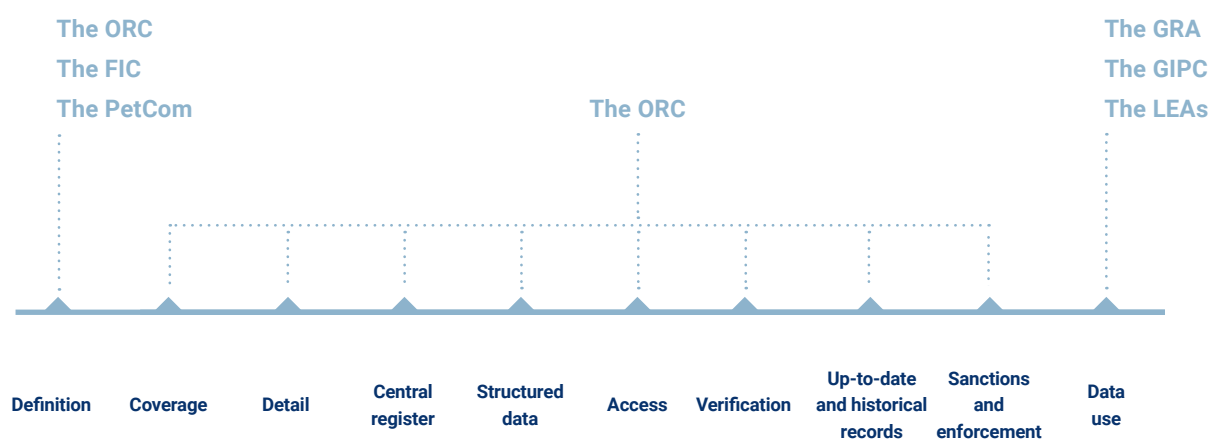 The ORC
The FIC
The PetCom
The ORC
The GRA
The GIPC
The LEAs
Definition
Coverage
Detail
Central
register
Structured
data
Access
Verification
Up-to-date
and historical
records
Sanctions
and
enforcement
Data
use